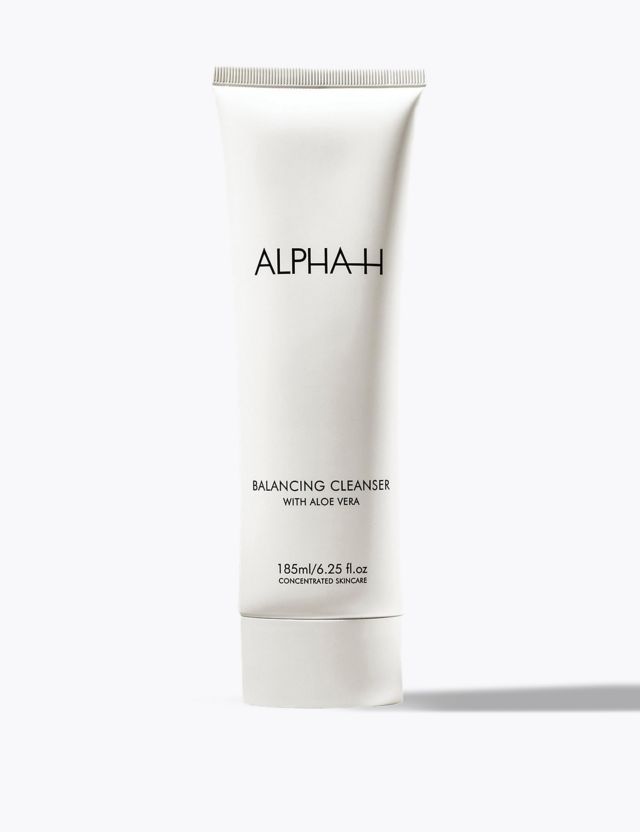 ALPHA-H
BALANCING CLEANSER
WITH ALOE VERA
185ml/6.25 fl.oz
CONCENTRATED SKINCARE